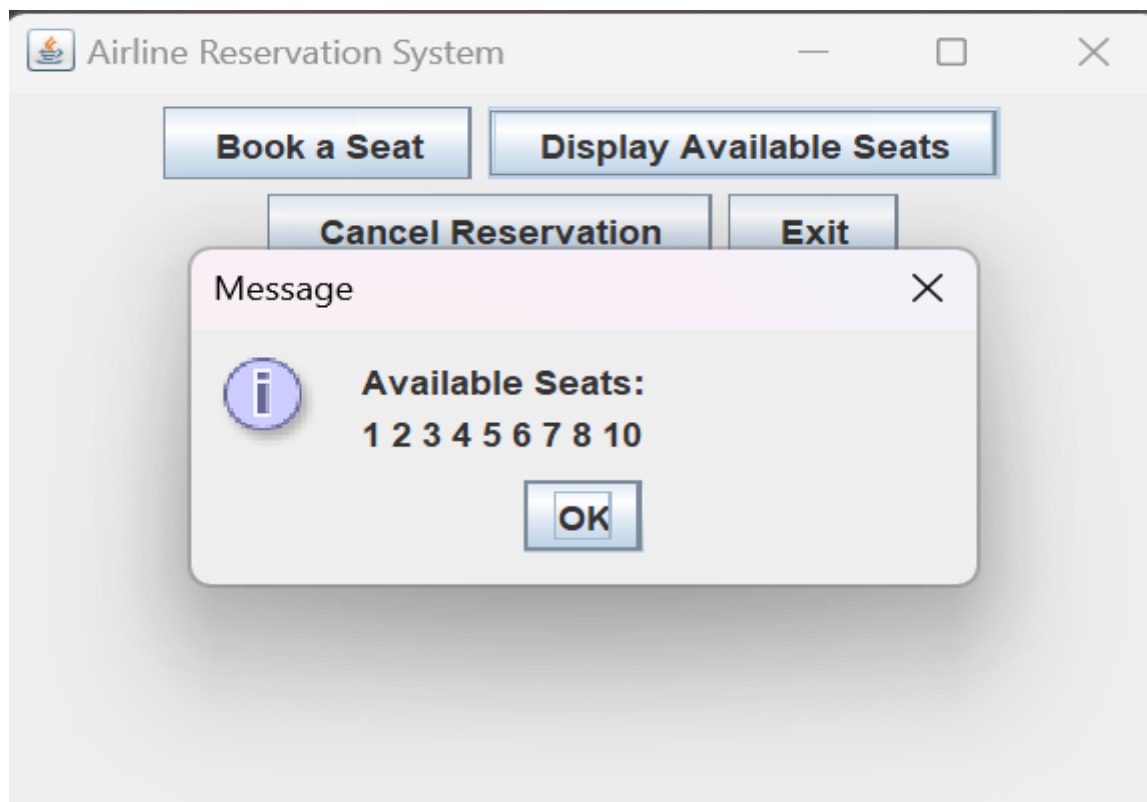 Airline Reservation System
Book a Seat Display Available Seats
Cancel Reservation Exit
Message
Available Seats:
1 2 3 4 5 6 7 8 10
OK